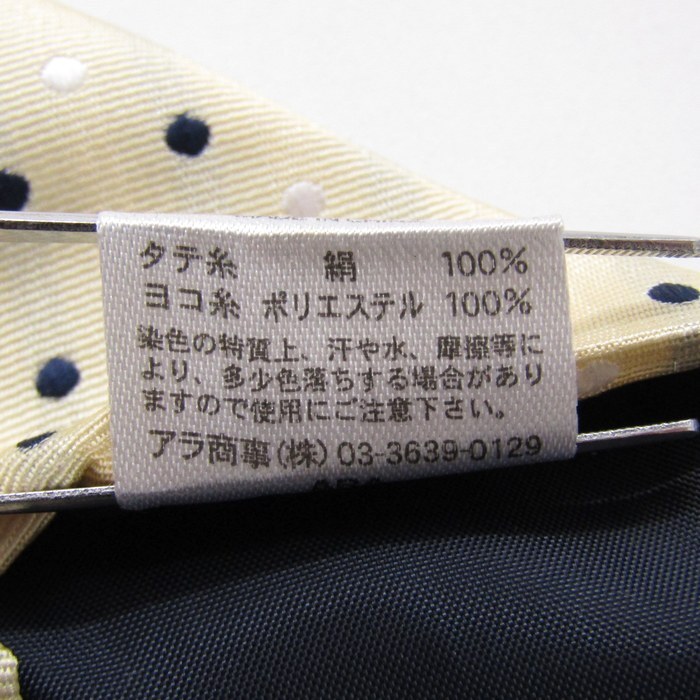 タテ糸 絹 100%
ヨコ糸 ポリエステル 100%
染色の特質上、汗や水、摩擦等に
より、多少色落ちする場合があり
ますので使用にご注意下さい。
アラ商事(株) 03-3639-0129